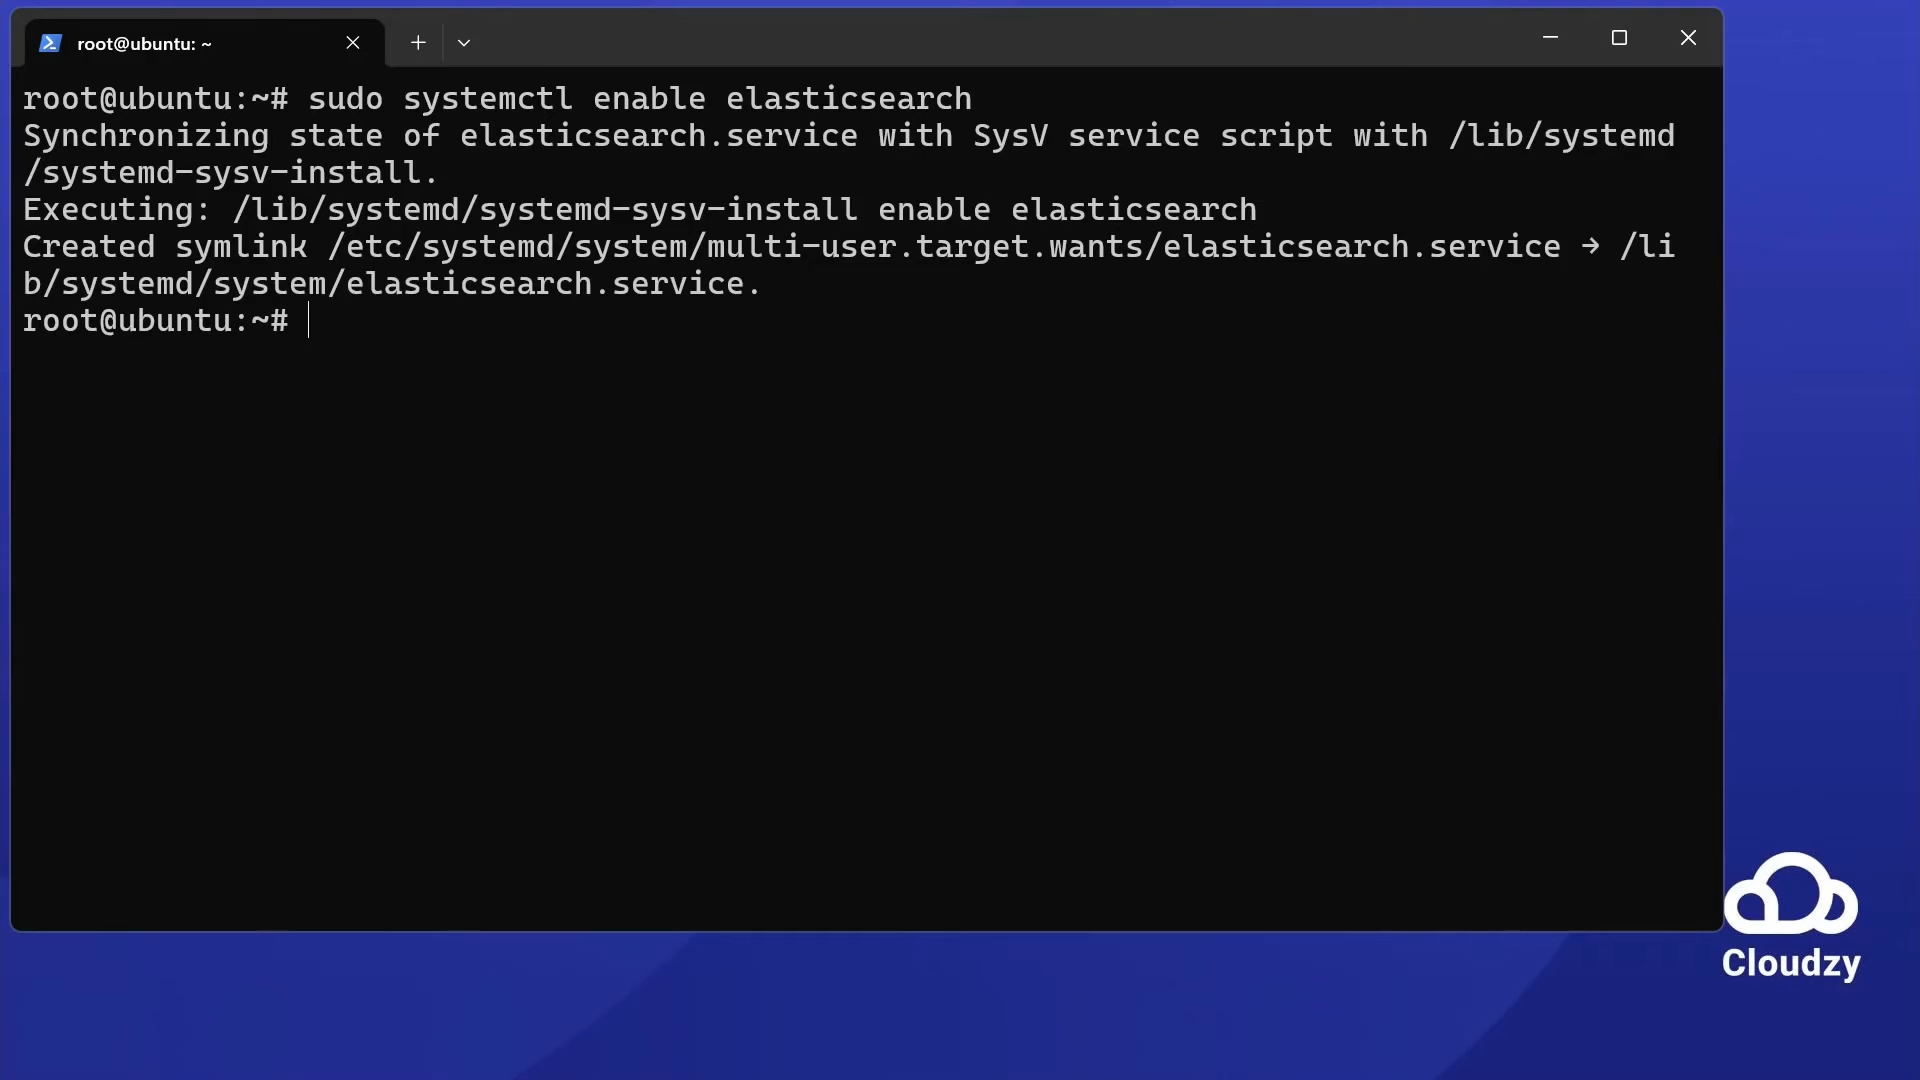 root@ubuntu: ~
root@ubuntu:~# sudo systemctl enable elasticsearch
Synchronizing state of elasticsearch.service with SysV service script with /lib/systemd
/systemd-sysv-install.
Executing: /lib/systemd/systemd-sysv-install enable elasticsearch
Created symlink /etc/systemd/system/multi-user.target.wants/elasticsearch.service → /li
b/systemd/system/elasticsearch.service.
root@ubuntu:~#
Cloudzy